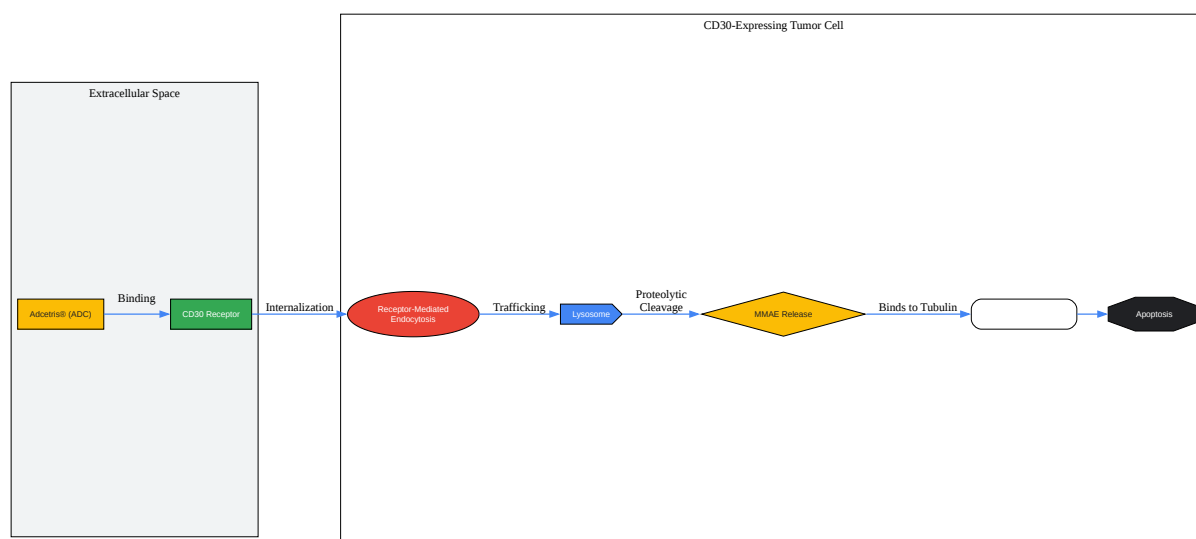 CD30-Expressing Tumor Cell
Extracellular Space
Adcetris® (ADC)
Binding
CD30 Receptor
Internalization
Receptor-Mediated
Endocytosis
Trafficking
Lysosome
Proteolytic
Cleavage
MMAE Release
Binds to Tubulin
Apoptosis